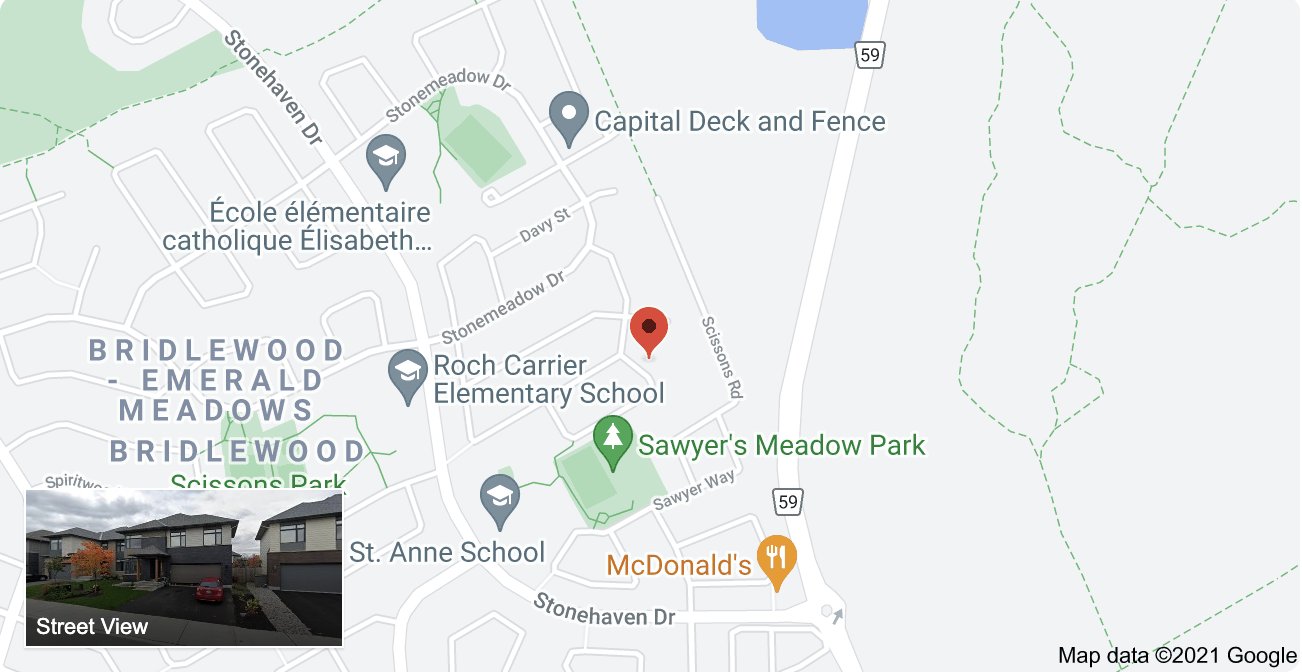 Stonehaven Dr
Stonemeadow Dr
59
Capital Deck and Fence
École élémentaire
catholique Élisabeth...
Davy St
Stonemeadow Dr
Scissons Rd
BRIDLEWOOD
- EMERALD
MEADOWS
BRIDLEWOOD
Roch Carrier
Elementary School
Sawyer's Meadow Park
Scissons Park
Sawyer Way
59
St. Anne School
McDonald's
Stonehaven Dr
Street View
Map data ©2021 Google